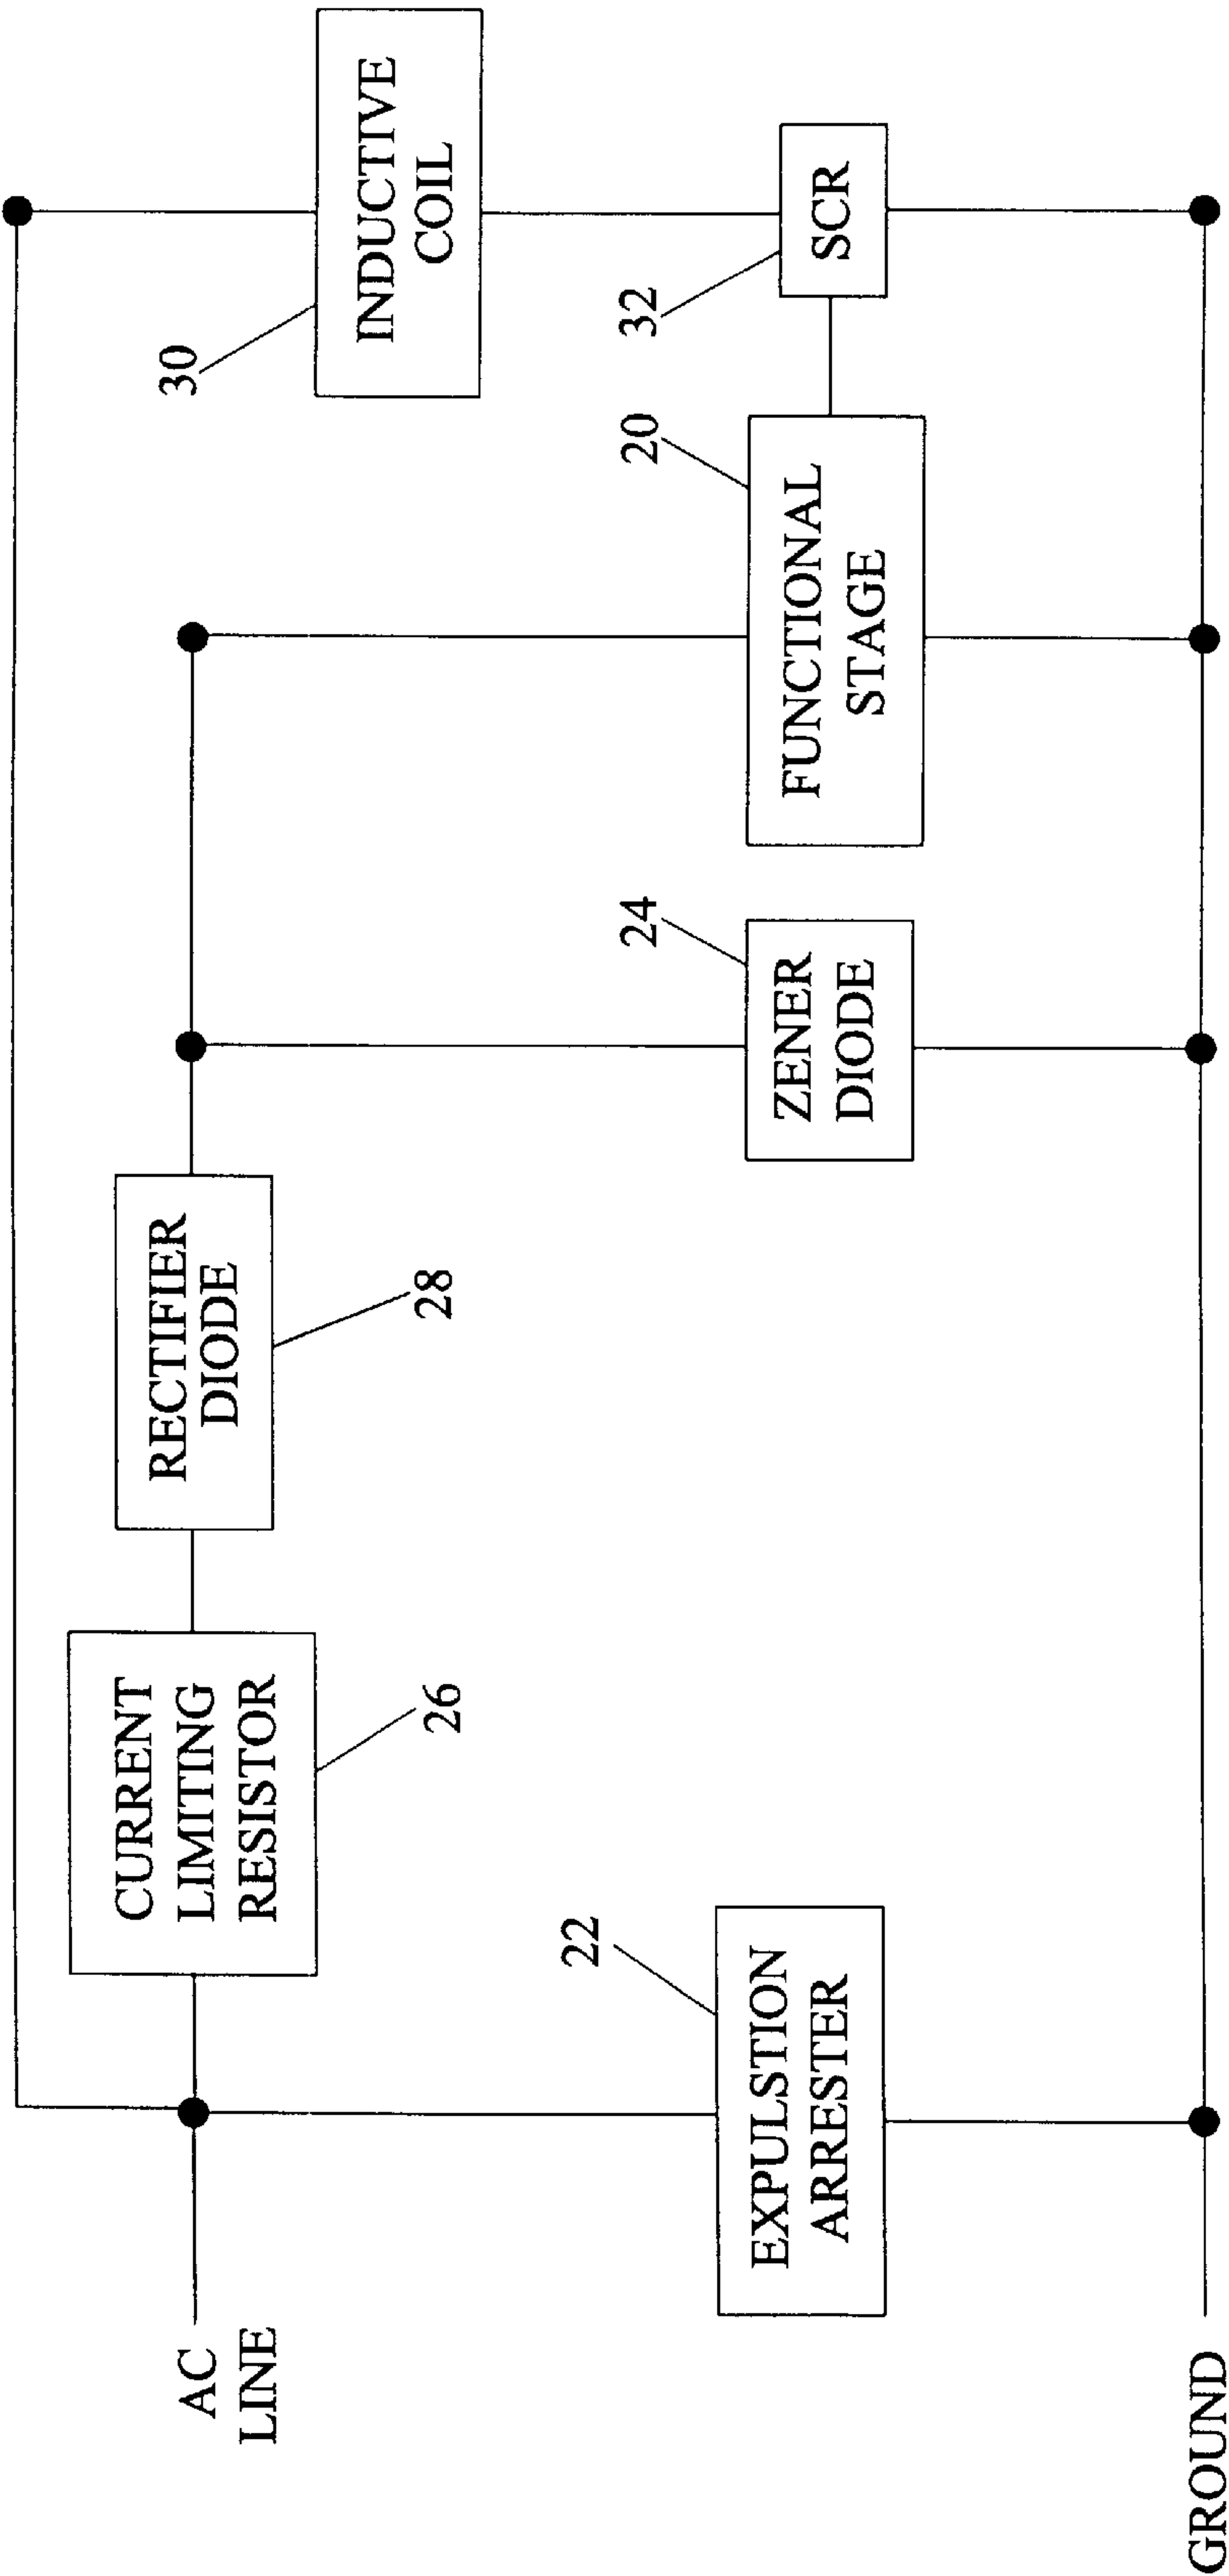 AC
LINE
CURRENT
LIMITING
RESISTOR
26
RECTIFIER
DIODE
28
30
INDUCTIVE
COIL
22
EXPULSTION
ARRESTER
24
ZENER
DIODE
20
FUNCTIONAL
STAGE
32
SCR
GROUND